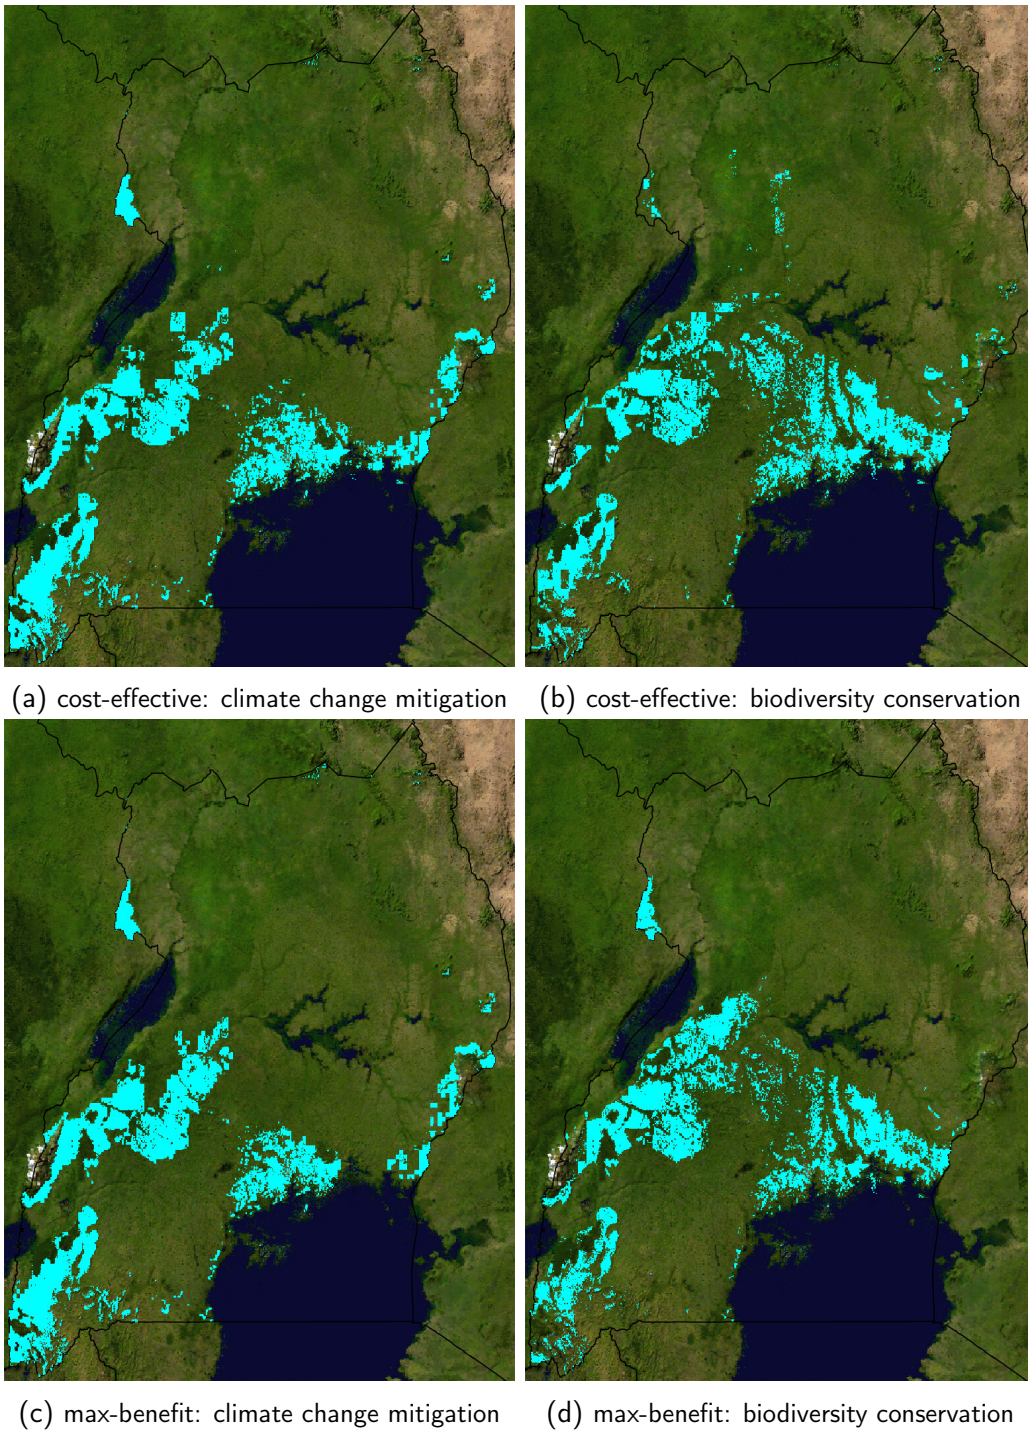 (a) cost-effective: climate change mitigation
(b) cost-effective: biodiversity conservation
(c) max-benefit: climate change mitigation
(d) max-benefit: biodiversity conservation